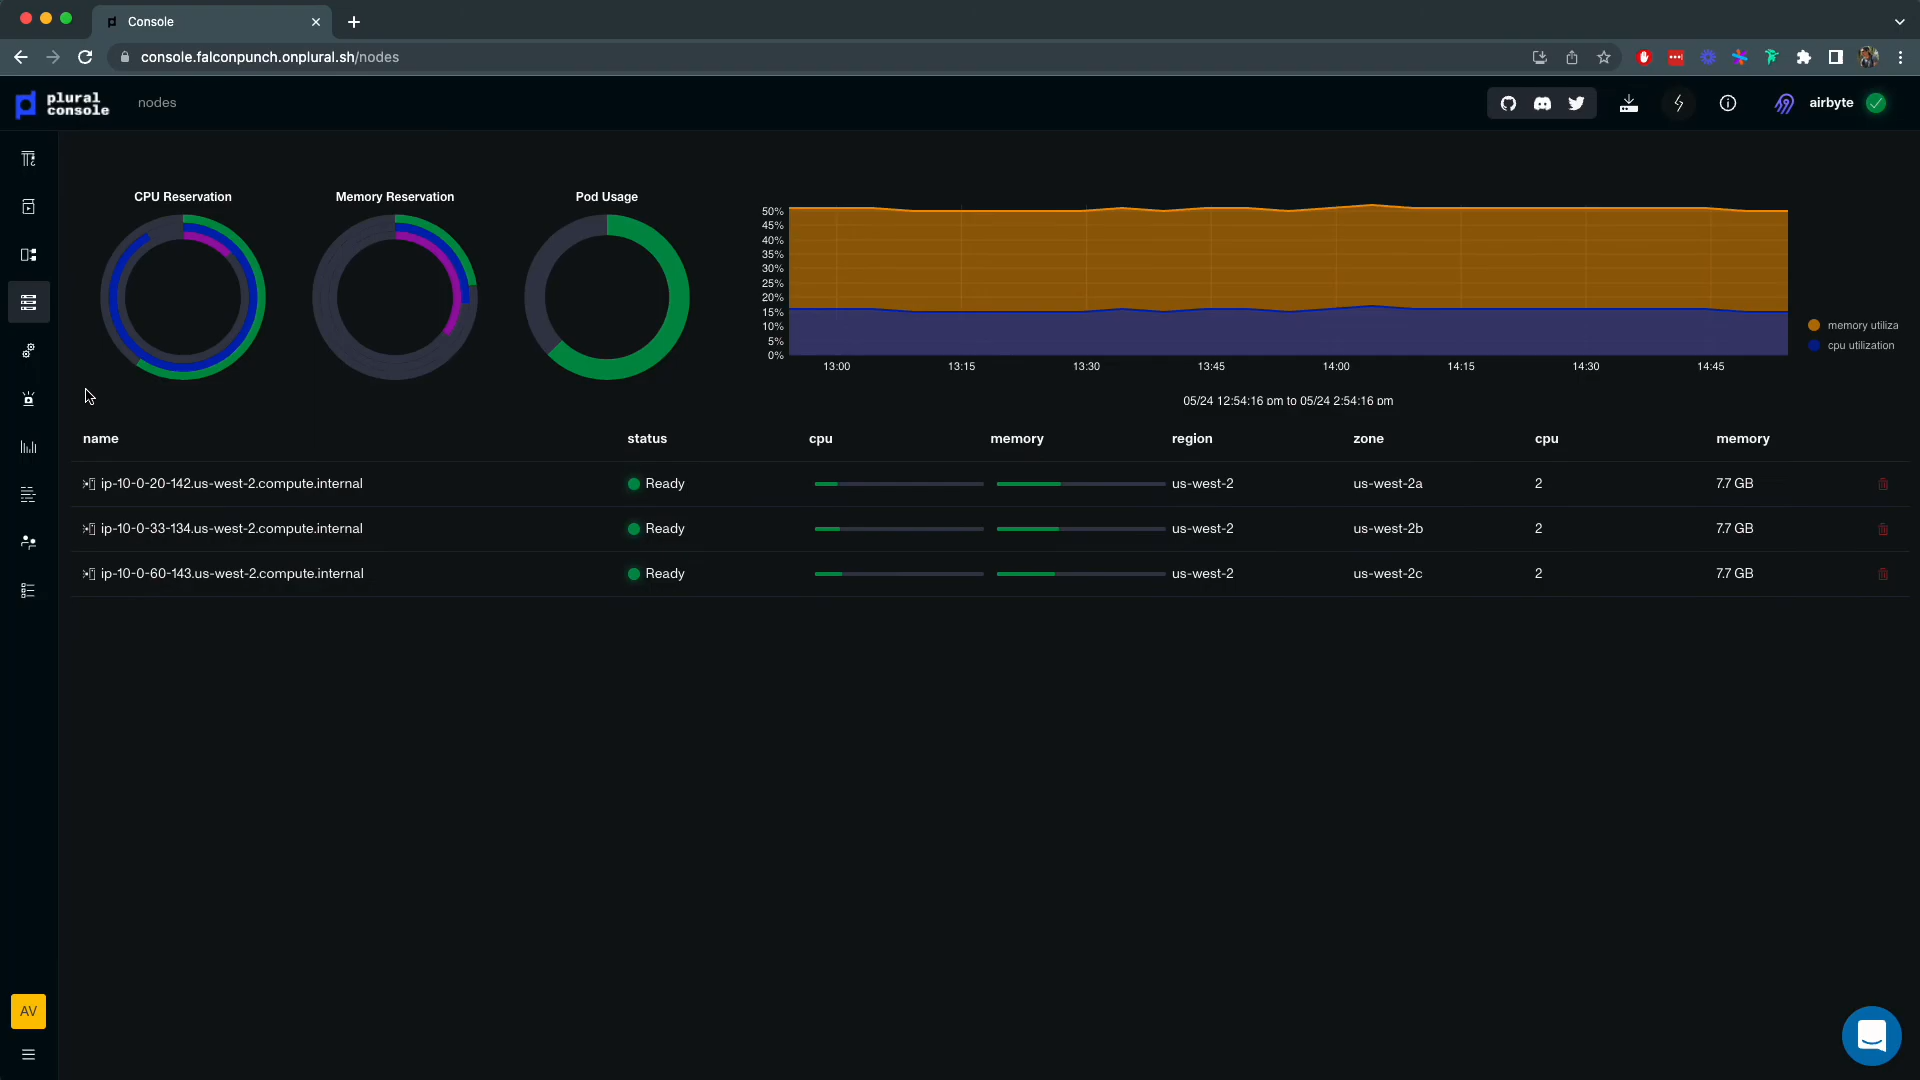 Console
console.falconpunch.onplural.sh/nodes
plural
console
nodes
airbyte
CPU Reservation
Memory Reservation
Pod Usage
50%
45%
40%
35%
30%
25%
20%
15%
10%
5%
0%
13:00 13:15 13:30 13:45 14:00 14:15 14:30 14:45
memory utiliza
cpu utilization
05/24 12:54:16 pm to 05/24 2:54:16 pm
name status cpu memory region zone cpu memory
ip-10-0-20-142.us-west-2.compute.internal Ready us-west-2 us-west-2a 2 7.7 GB
ip-10-0-33-134.us-west-2.compute.internal Ready us-west-2 us-west-2b 2 7.7 GB
ip-10-0-60-143.us-west-2.compute.internal Ready us-west-2 us-west-2c 2 7.7 GB
AV